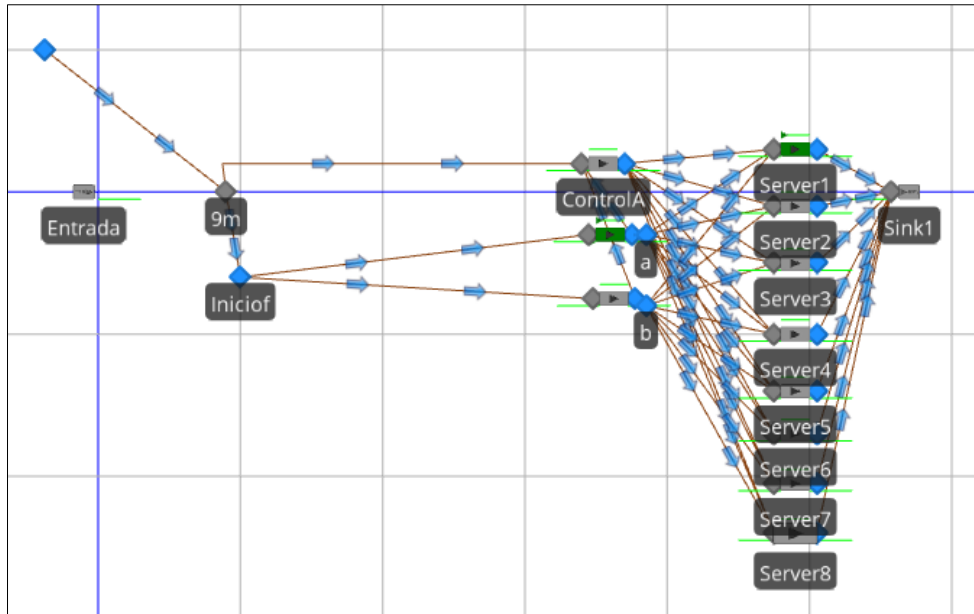 Entrada
9m
Iniciof
ControlA
a
b
Server1
Server2
Server3
Server4
Server5
Server6
Server7
Server8
Sink1